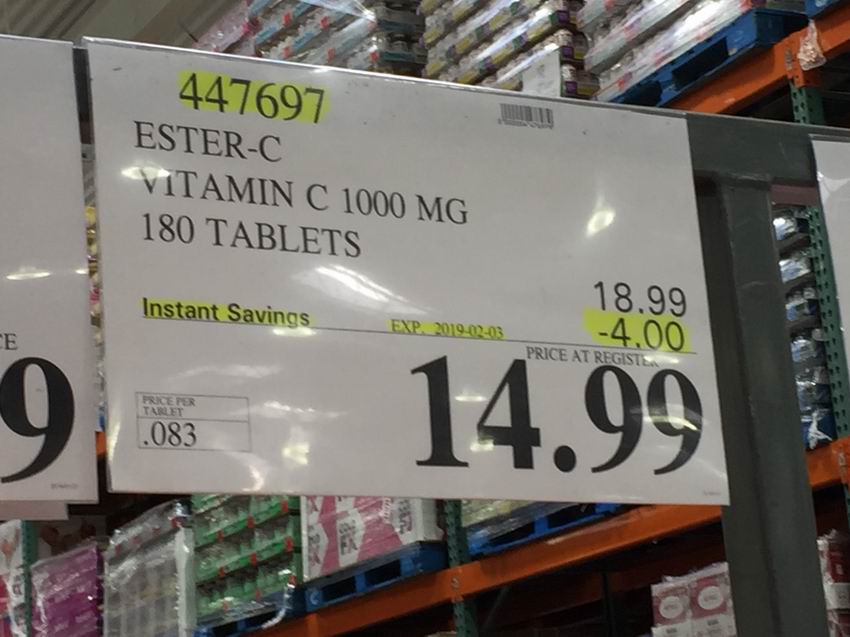 447697
ESTER-C
VITAMIN C 1000 MG
180 TABLETS
18.99
Instant Savings EXP. 2019-02-03 -4.00
PRICE AT REGISTER
14.99
PRICE PER
TABLET
.083
CE
9